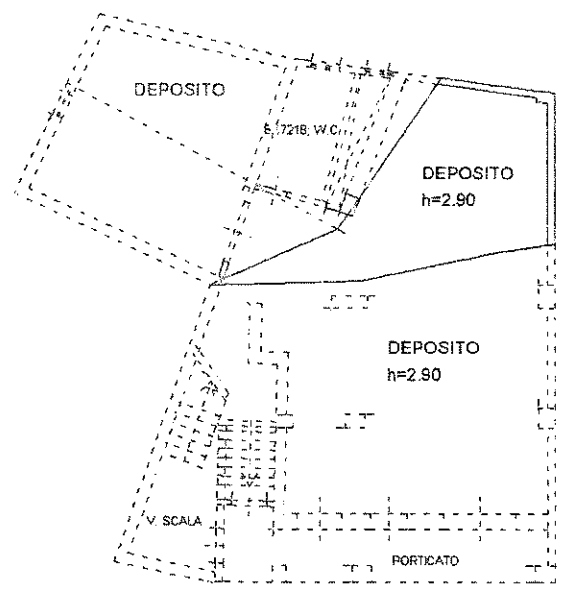 DEPOSITO
W.C.
DEPOSITO
h=2.90
DEPOSITO
h=2.90
V. SCALA
PORTICATO